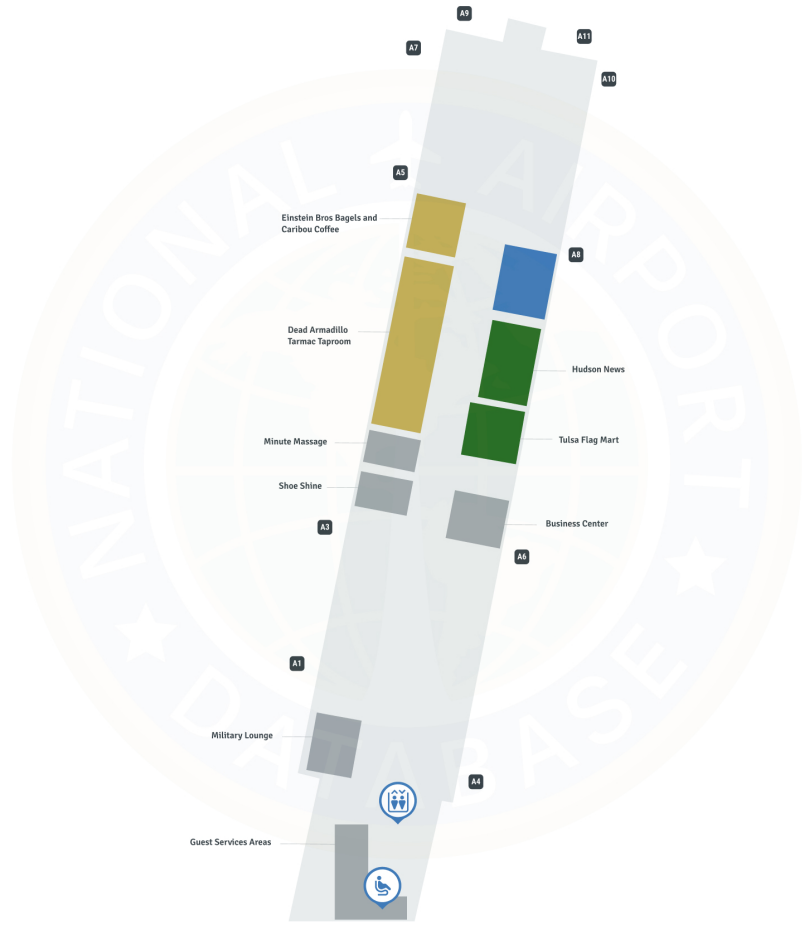 A9
A11
A7
A10
A5
Einstein Bros Bagels and
Caribou Coffee
A8
Dead Armadillo
Tarmac Taproom
Hudson News
Minute Massage
Tulsa Flag Mart
Shoe Shine
A3
Business Center
A6
A1
Military Lounge
A4
Guest Services Areas
NATIONAL AIRPORT
DATABASE